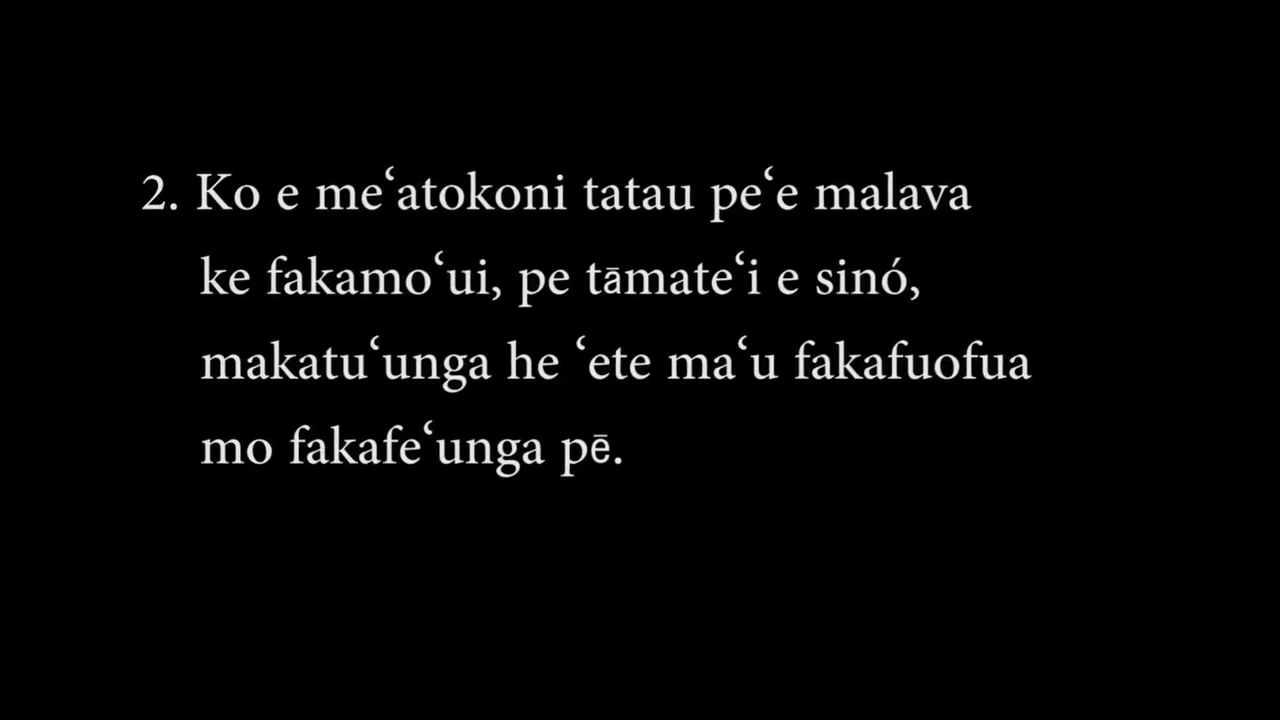 2. Ko e meʻatokoni tatau peʻe malava
ke fakamoʻui, pe tāmateʻi e sinó,
makatuʻunga he ʻete maʻu fakafuofua
mo fakafeʻunga pē.